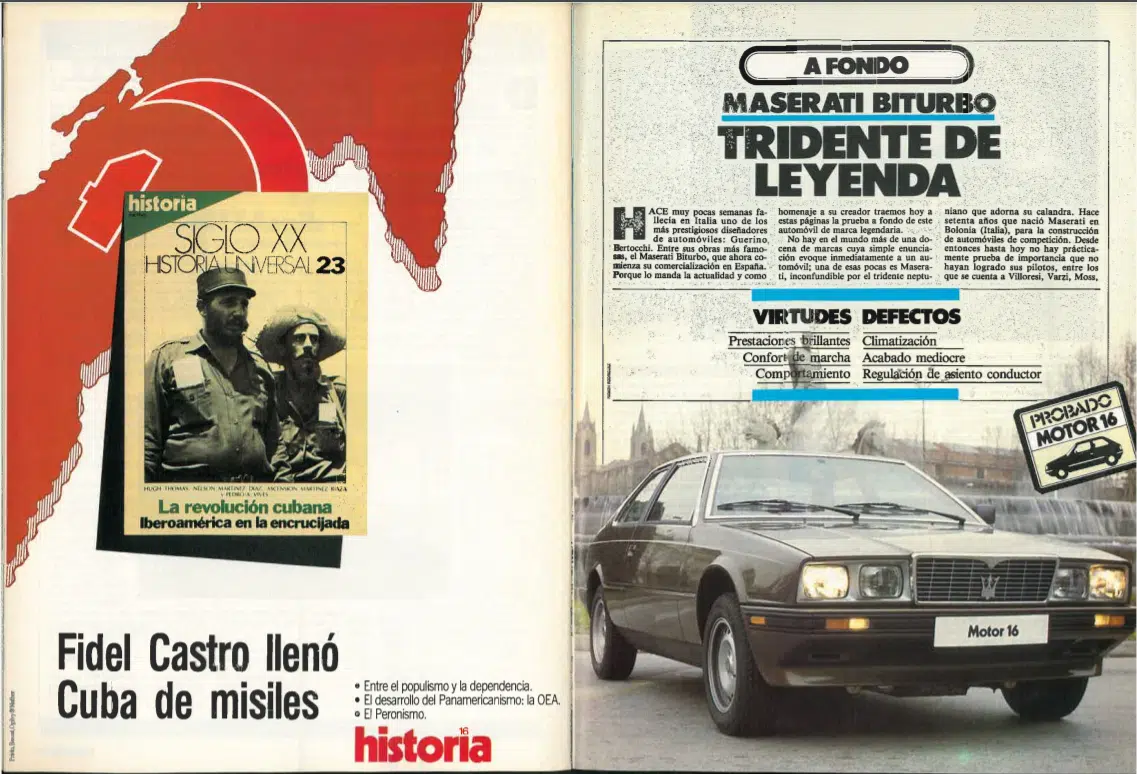 historia
SIGLO XX
HISTORIA UNIVERSAL 23
HUGH THOMAS, NELSON MARTINEZ DIAZ, ASCENSION MARTINEZ RIAZA
y PEDRO A. VIVES
La revolución cubana
Iberoamérica en la encrucijada
Fidel Castro llenó
Cuba de misiles
• Entre el populismo y la dependencia.
• El desarrollo del Panamericanismo: la OEA.
• El Peronismo.
16
historia
A FONDO
MASERATI BITURBO
TRIDENTE DE
LEYENDA
HACE muy pocas semanas fa-
llecía en Italia uno de los
más prestigiosos diseñadores
de automóviles: Guerino,
Bertocchi. Entre sus obras más famo-
sas, el Maserati Biturbo, que ahora co-
mienza su comercialización en España.
Porque lo manda la actualidad y como
homenaje a su creador traemos hoy a
estas páginas la prueba a fondo de este
automóvil de marca legendaria.
No hay en el mundo más de una do-
cena de marcas cuya simple enuncia-
ción evoque inmediatamente a un au-
tomóvil; una de esas pocas es Masera-
ti, inconfundible por el tridente neptu-
niano que adorna su calandra. Hace
setenta años que nació Maserati en
Bolonia (Italia), para la construcción
de automóviles de competición. Desde
entonces hasta hoy no hay práctica-
mente prueba de importancia que no
hayan logrado sus pilotos, entre los
que se cuenta a Villoresi, Varzi, Moss,
VIRTUDES DEFECTOS
Prestaciones brillantes Climatización
Confort de marcha Acabado mediocre
Comportamiento Regulación de asiento conductor
PROBADO
MOTOR 16
Motor 16